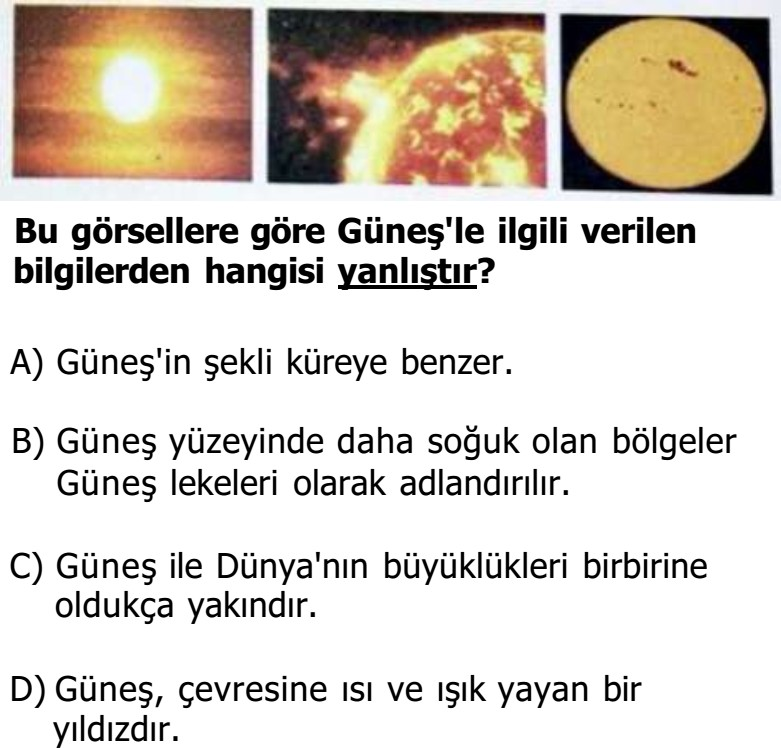 Bu görsellere göre Güneş'le ilgili verilen
bilgilerden hangisi yanlıştır?
A) Güneş'in şekli küreye benzer.
B) Güneş yüzeyinde daha soğuk olan bölgeler
Güneş lekeleri olarak adlandırılır.
C) Güneş ile Dünya'nın büyüklükleri birbirine
oldukça yakındır.
D) Güneş, çevresine ısı ve ışık yayan bir
yıldızdır.